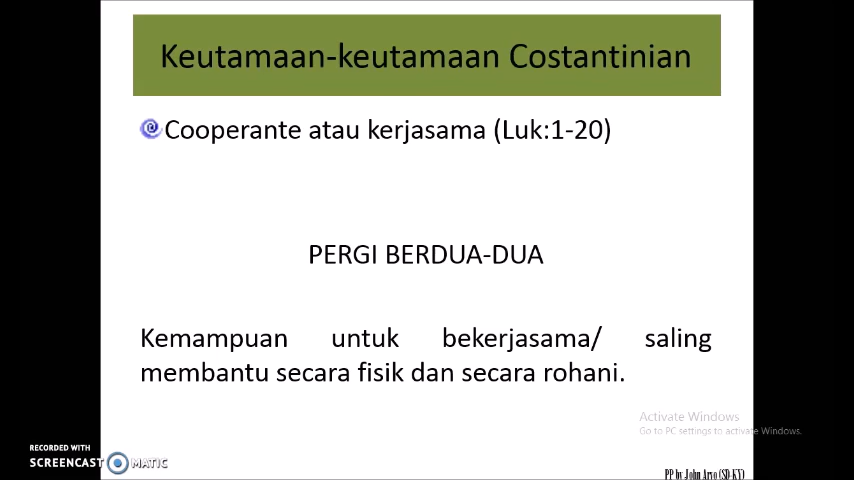 Keutamaan-keutamaan Costantinian
Cooperante atau kerjasama (Luk:1-20)
PERGI BERDUA-DUA
Kemampuan untuk bekerjasama/ saling
membantu secara fisik dan secara rohani.
Activate Windows
Go to PC settings to activate Windows.
RECORDED WITH
SCREENCAST MATIC
PP by John Aryo (SD-KY)